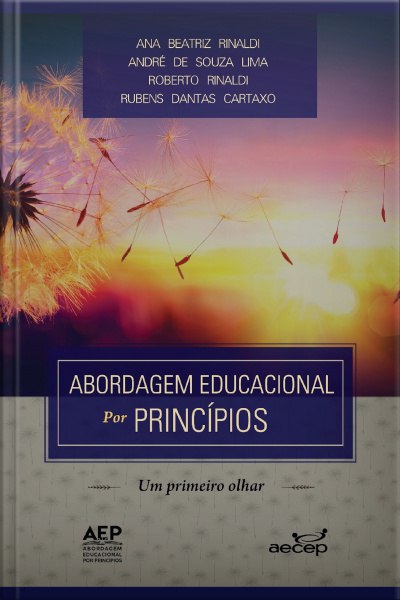 ANA BEATRIZ RINALDI
ANDRÉ DE SOUZA LIMA
ROBERTO RINALDI
RUBENS DANTAS CARTAXO
ABORDAGEM EDUCACIONAL
Por PRINCÍPIOS
Um primeiro olhar
AEP
ABORDAGEM
EDUCACIONAL
POR PRINCÍPIOS
aecep